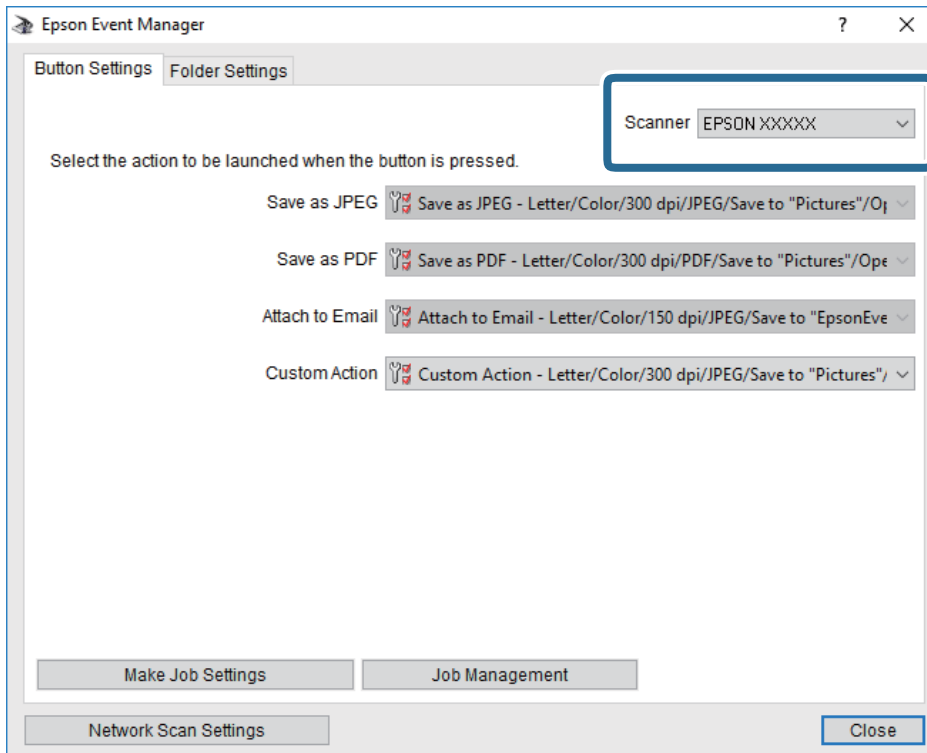 Epson Event Manager
Button Settings
Folder Settings
Scanner EPSON XXXXX
Select the action to be launched when the button is pressed.
Save as JPEG Save as JPEG - Letter/Color/300 dpi/JPEG/Save to "Pictures"/Op
Save as PDF Save as PDF - Letter/Color/300 dpi/PDF/Save to "Pictures"/Ope
Attach to Email Attach to Email - Letter/Color/150 dpi/JPEG/Save to "EpsonEve
Custom Action Custom Action - Letter/Color/300 dpi/JPEG/Save to "Pictures"/
Make Job Settings
Job Management
Network Scan Settings
Close